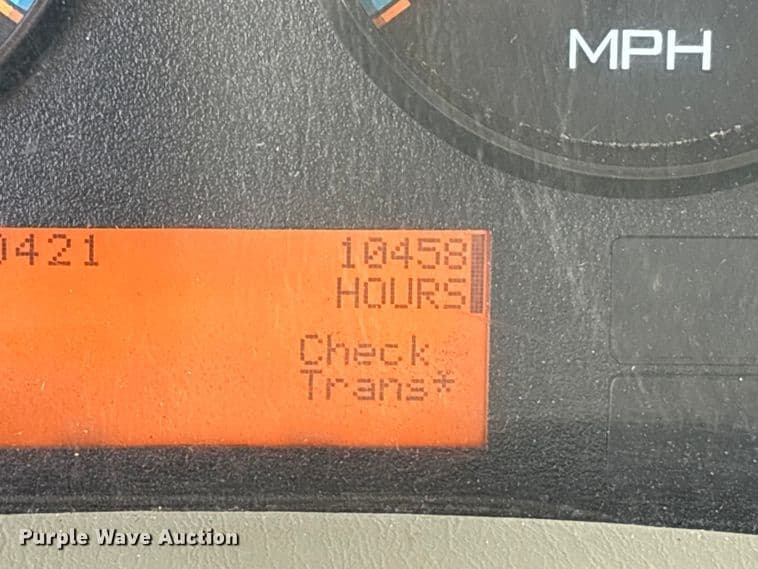 MPH
0421 10458
HOURS
Check
Trans*
Purple Wave Auction